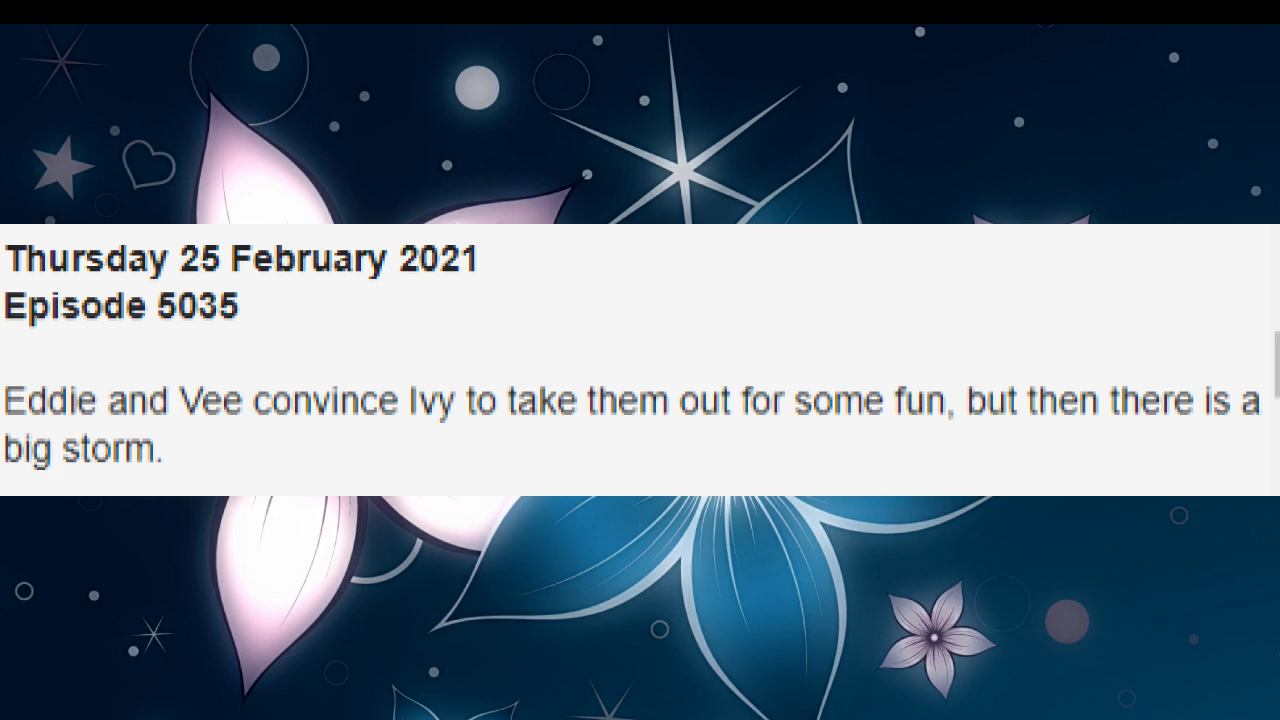 Thursday 25 February 2021
Episode 5035
Eddie and Vee convince Ivy to take them out for some fun, but then there is a
big storm.